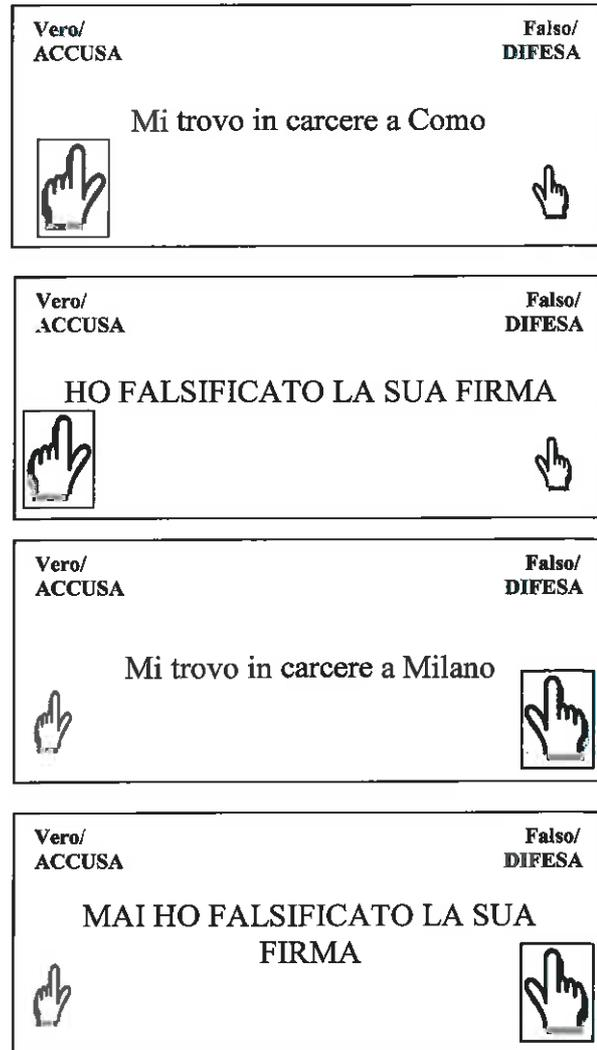 Vero/ Falso/
ACCUSA DIFESA
Mi trovo in carcere a Como
Vero/ Falso/
ACCUSA DIFESA
HO FALSIFICATO LA SUA FIRMA
Vero/ Falso/
ACCUSA DIFESA
Mi trovo in carcere a Milano
Vero/ Falso/
ACCUSA DIFESA
MAI HO FALSIFICATO LA SUA
FIRMA